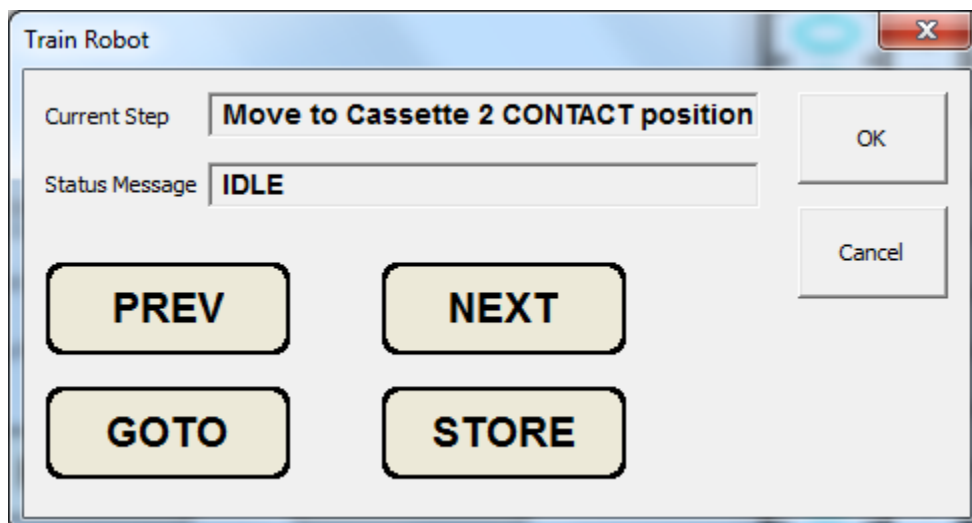 Train Robot
Current Step Move to Cassette 2 CONTACT position
OK
Status Message IDLE
Cancel
PREV NEXT
GOTO STORE